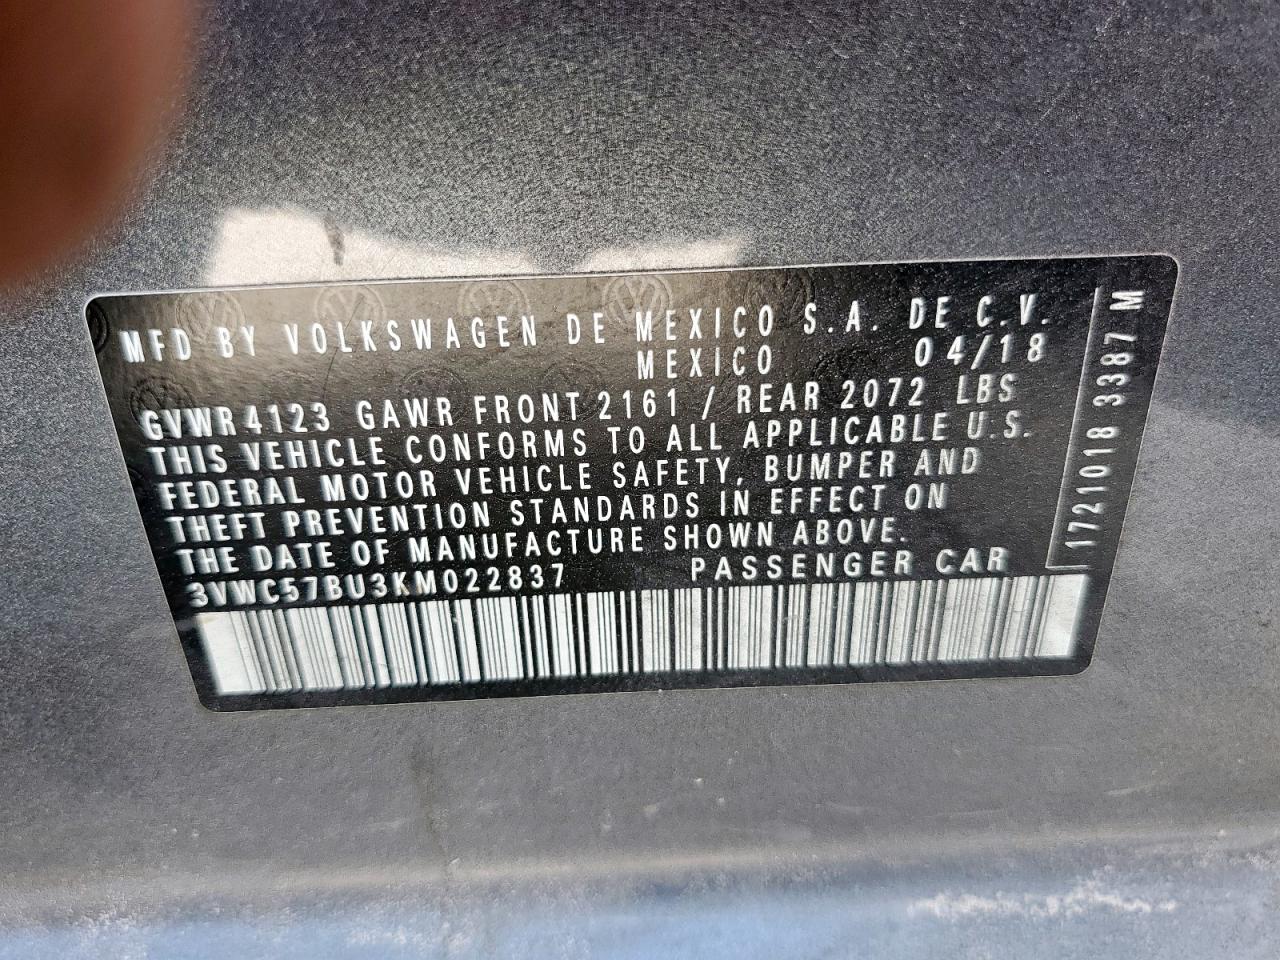 MFD BY VOLKSWAGEN DE MEXICO S.A. DE C.V.
MEXICO 04/18
GVWR 4123 GAWR FRONT 2161 / REAR 2072 LBS
THIS VEHICLE CONFORMS TO ALL APPLICABLE U.S.
FEDERAL MOTOR VEHICLE SAFETY, BUMPER AND
THEFT PREVENTION STANDARDS IN EFFECT ON
THE DATE OF MANUFACTURE SHOWN ABOVE.
3VWC57BU3KM022837 PASSENGER CAR
1721018 3387 M